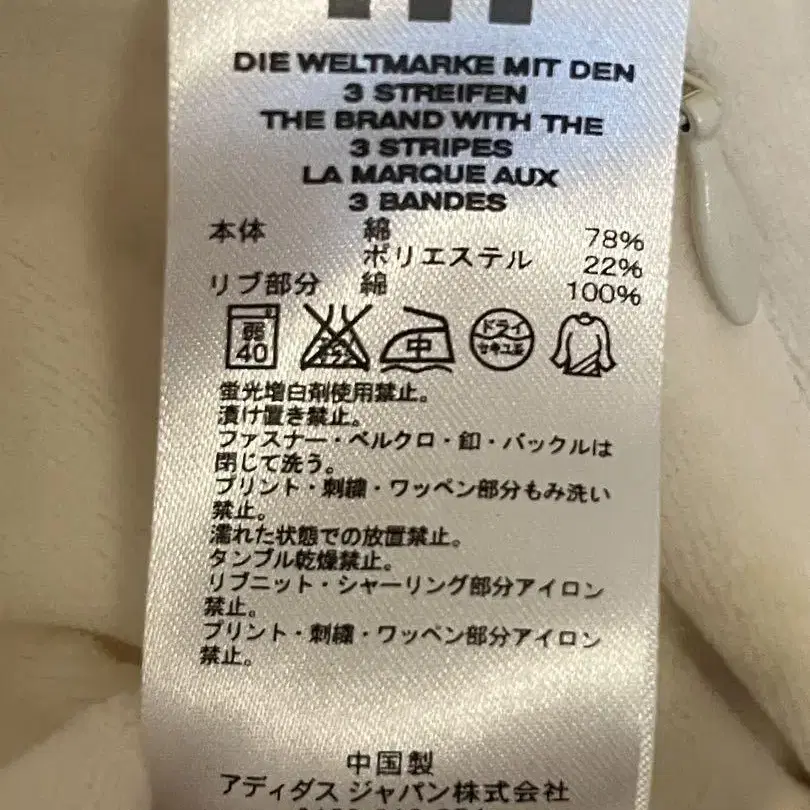 DIE WELTMARKE MIT DEN
3 STREIFEN
THE BRAND WITH THE
3 STRIPES
LA MARQUE AUX
3 BANDES
本体 綿 78%
ポリエステル 22%
リブ部分 綿 100%
弱 40
中
ドライ
セキユ系
蛍光増白剤使用禁止。
漬け置き禁止。
ファスナー・ベルクロ・釦・バックルは
閉じて洗う。
プリント・刺繍・ワッペン部分もみ洗い
禁止。
濡れた状態での放置禁止。
タンブル乾燥禁止。
リブニット・シャーリング部分アイロン
禁止。
プリント・刺繍・ワッペン部分アイロン
禁止。
中国製
アディダス ジャパン株式会社